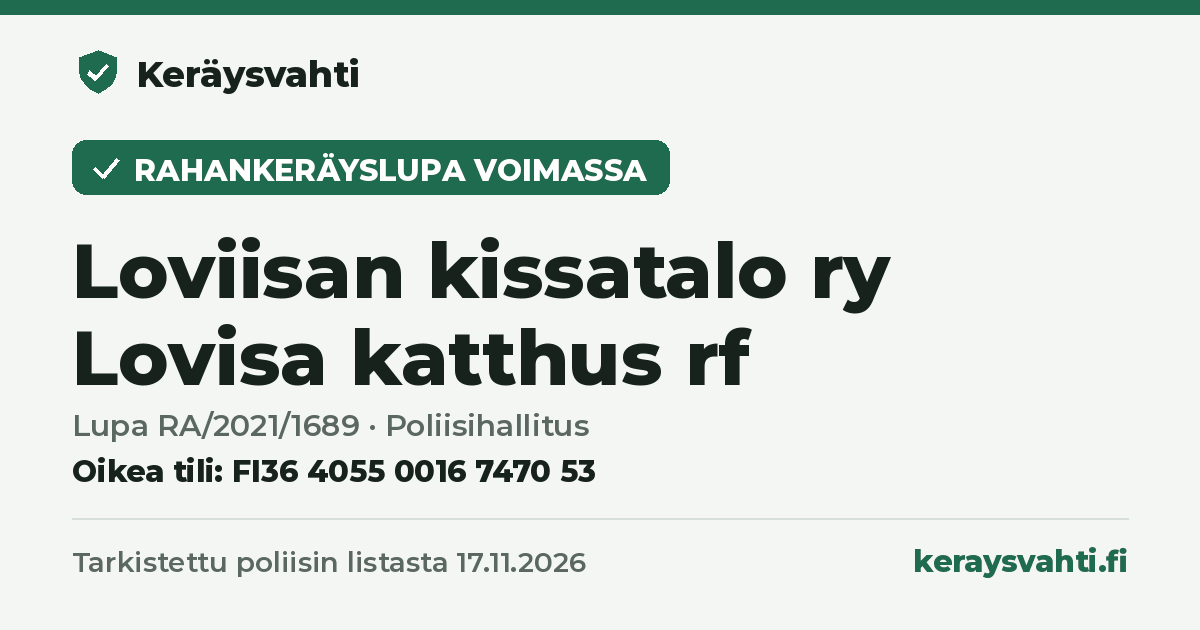 Keräysvahti
RAHANKERÄYSLUPA VOIMASSA
Loviisan kissatalo ry
Lovisa katthus rf
Lupa RA/2021/1689 · Poliisihallitus
Oikea tili: FI36 4055 0016 7470 53
Tarkistettu poliisin listasta 17.11.2026
keraysvahti.fi